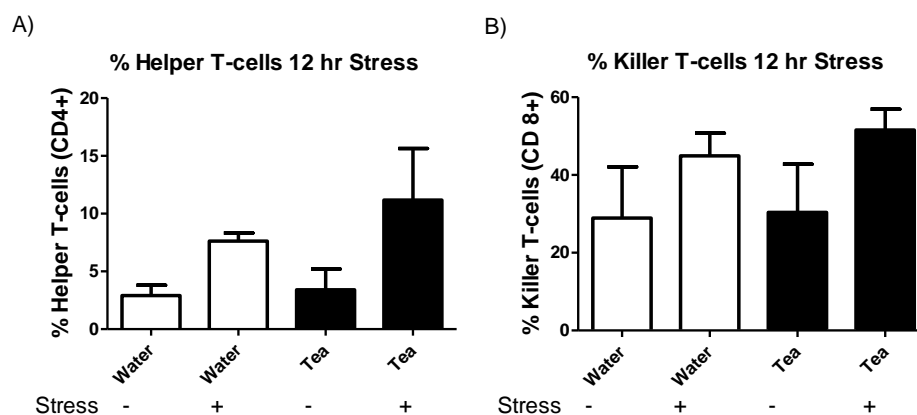 A)
% Helper T-cells 12 hr Stress
% Helper T-cells (CD4+)
20
15
10
5
0
Water Water Tea Tea
Stress - + - +
B)
% Killer T-cells 12 hr Stress
% Killer T-cells (CD 8+)
60
40
20
0
Water Water Tea Tea
Stress - + - +